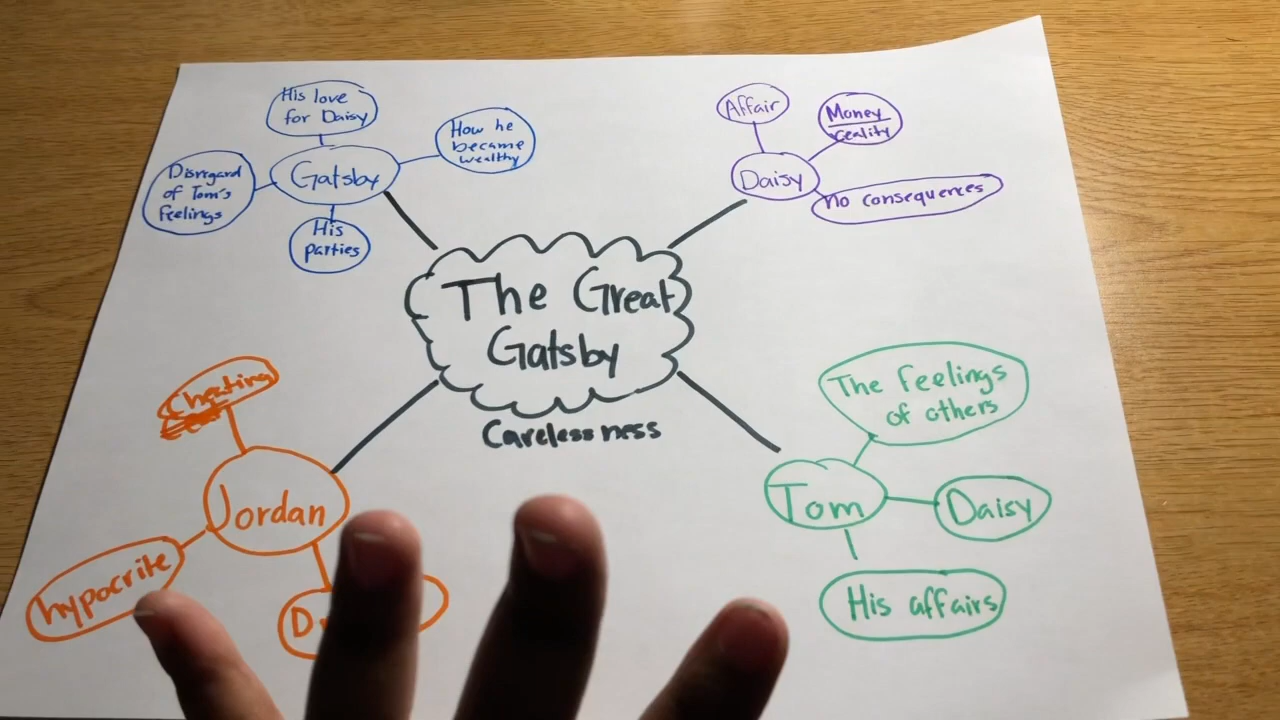 His love
for Daisy
How he
became
wealthy
Gatsby
Disregard
of Tom's
feelings
His
parties
Affair
Money
reality
Daisy
No consequences
The Great
Gatsby
Carelessness
Cheating
Jordan
hypocrite
The feelings
of others
Tom
Daisy
His affairs